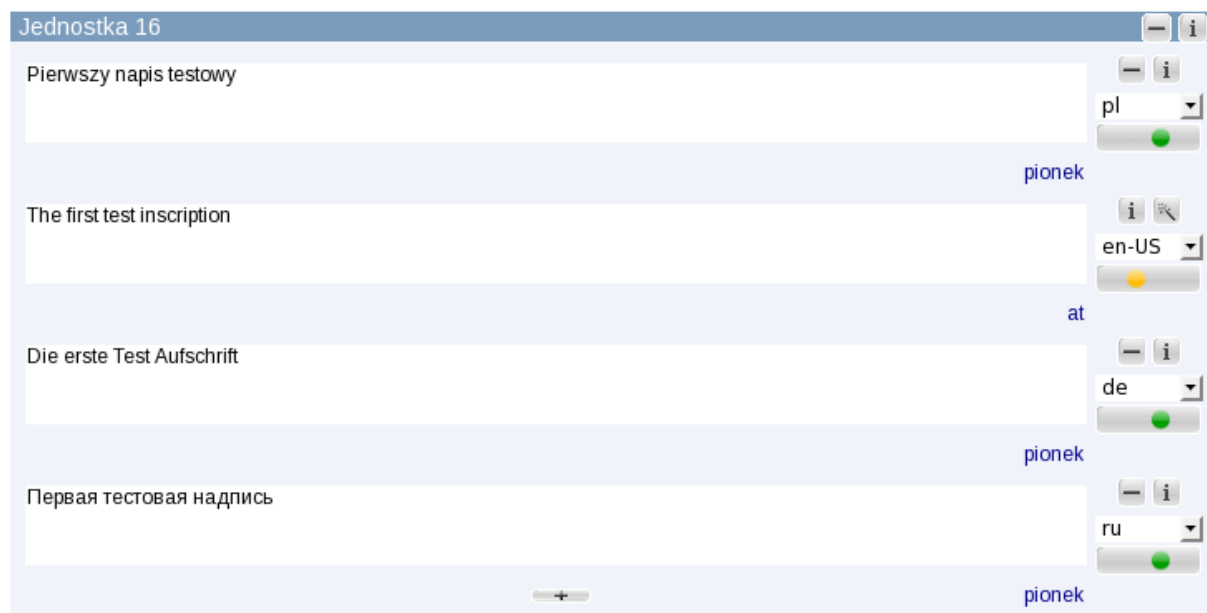 Jednostka 16
Pierwszy napis testowy
pl
pionek
The first test inscription
en-US
at
Die erste Test Aufschrift
de
pionek
Первая тестовая надпись
ru
pionek